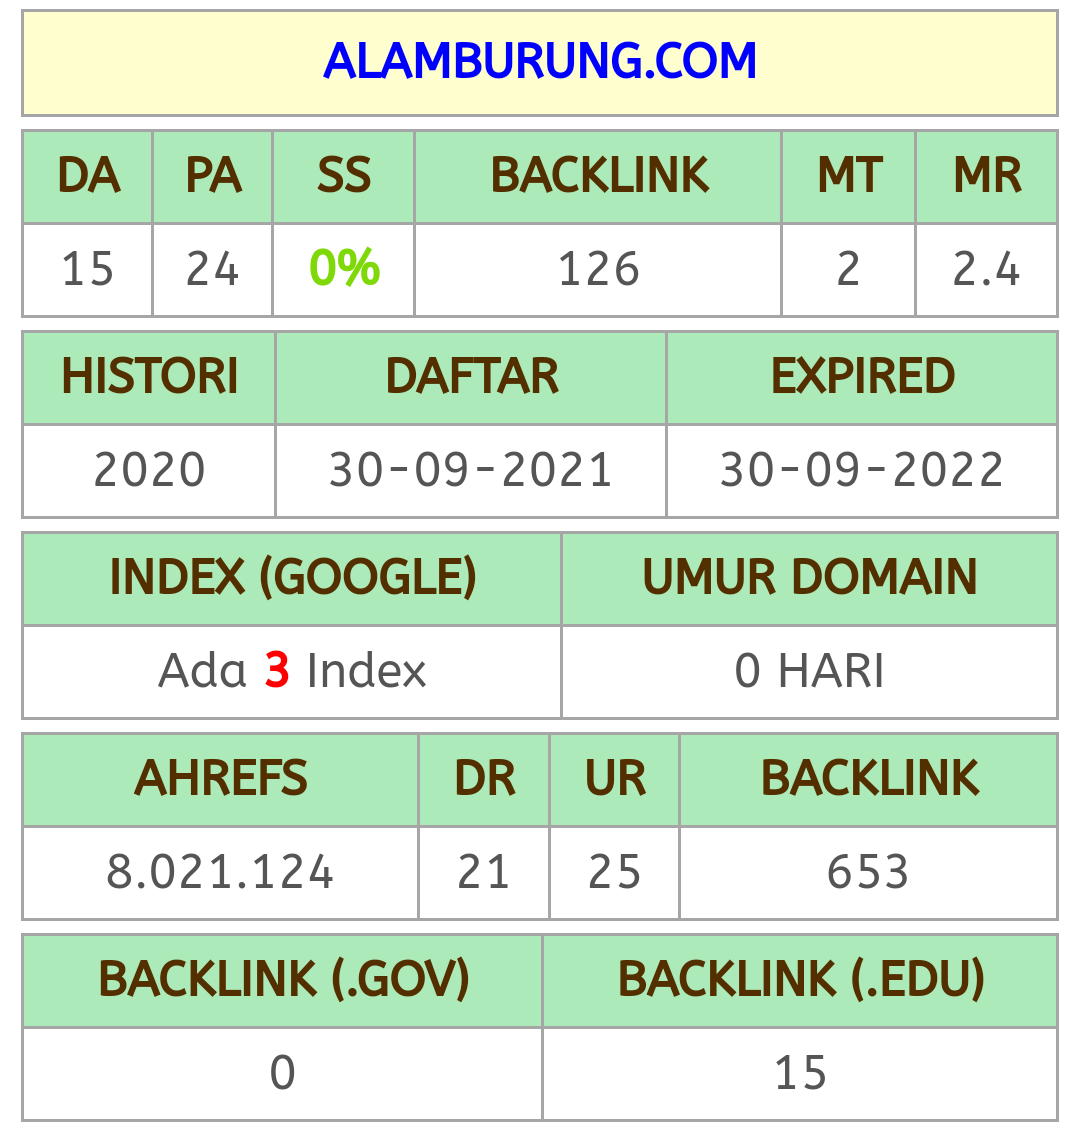 ALAMBURUNG.COM
DA PA SS BACKLINK MT MR
15 24 0% 126 2 2.4
HISTORI DAFTAR EXPIRED
2020 30-09-2021 30-09-2022
INDEX (GOOGLE) UMUR DOMAIN
Ada 3 Index 0 HARI
AHREFS DR UR BACKLINK
8.021.124 21 25 653
BACKLINK (.GOV) BACKLINK (.EDU)
0 15